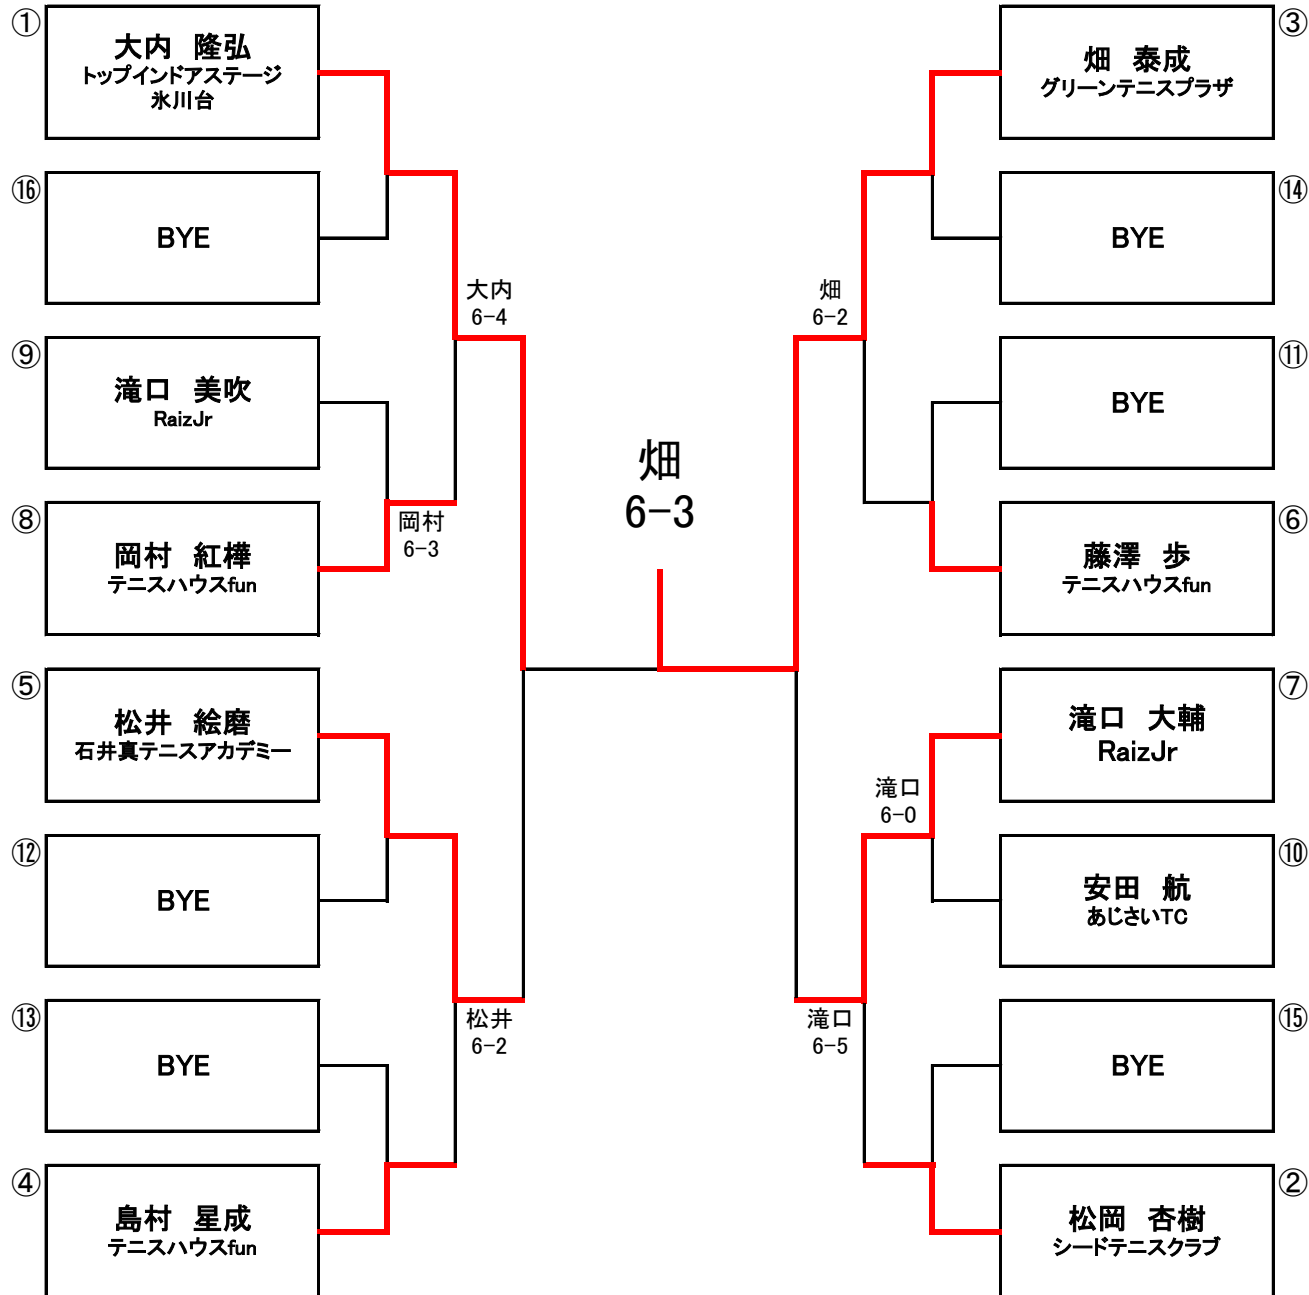 ①
大内　隆弘
トップインドアステージ
氷川台
⑯
BYE
大内
6-4
⑨
滝口　美吹
RaizJr
⑧
岡村　紅樺
テニスハウスfun
岡村
6-3
⑤
松井　絵磨
石井真テニスアカデミー
⑫
BYE
⑬
BYE
松井
6-2
④
島村　星成
テニスハウスfun
畑
6-3
③
畑　泰成
グリーンテニスプラザ
⑭
BYE
畑
6-2
⑪
BYE
⑥
藤澤　歩
テニスハウスfun
⑦
滝口　大輔
RaizJr
滝口
6-0
⑩
安田　航
あじさいTC
滝口
6-5
⑮
BYE
②
松岡　杏樹
シードテニスクラブ